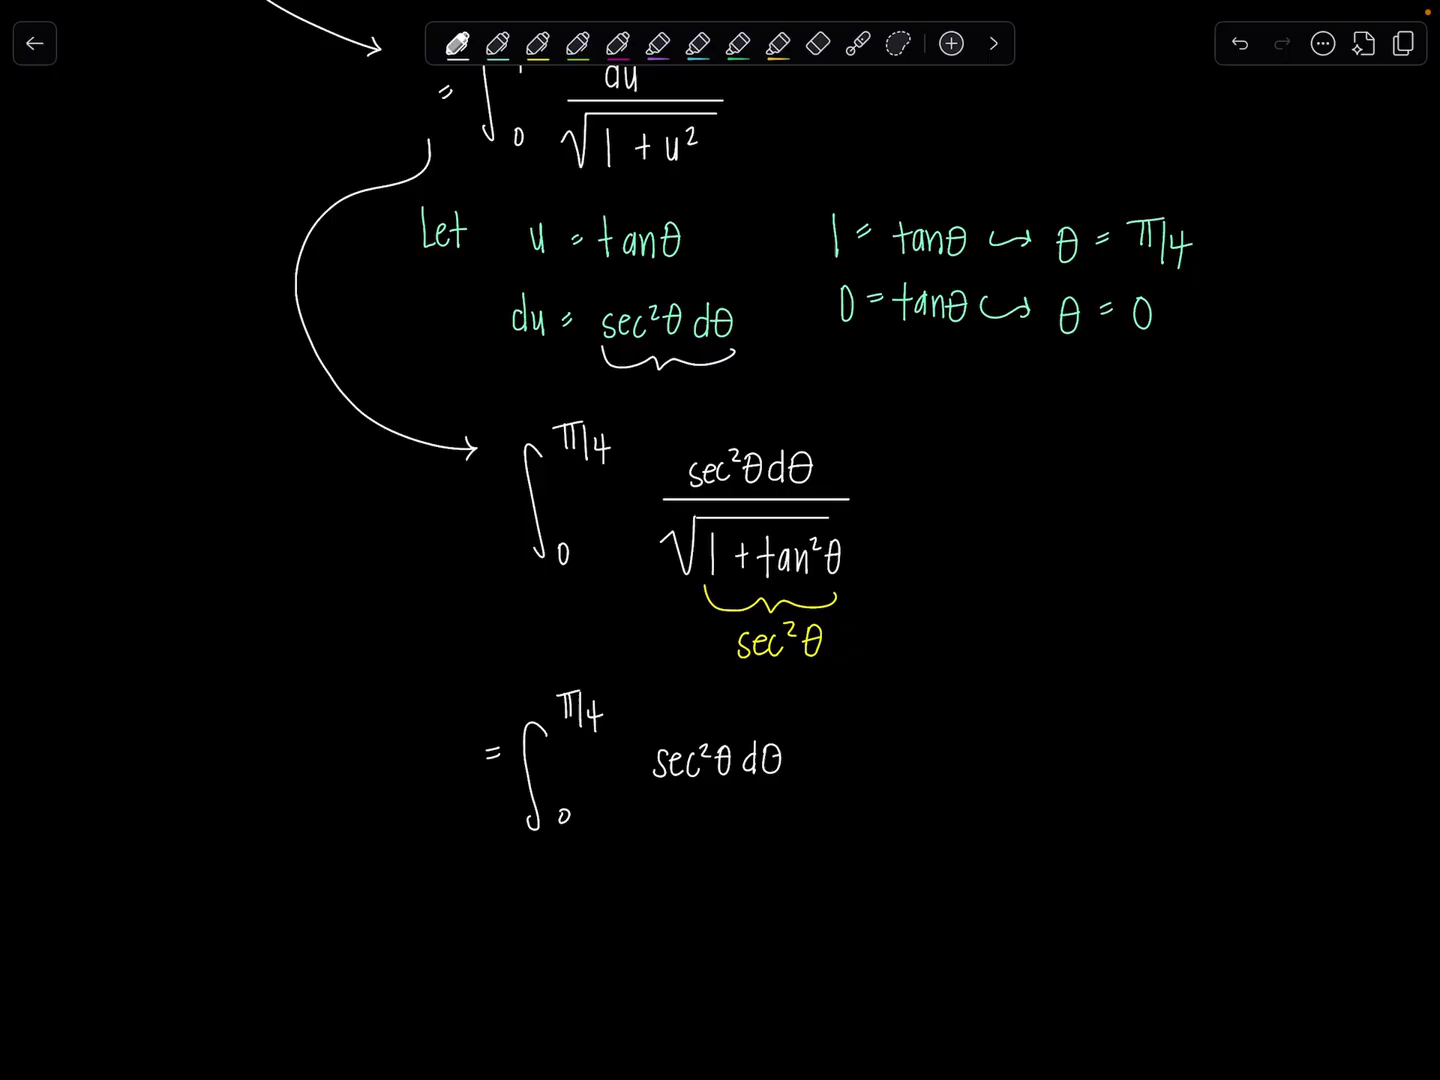 = ∫₀ du / √(1 + u²)
Let u = tanθ 1 = tanθ ↪ θ = π/4
du = sec²θ dθ 0 = tanθ ↪ θ = 0
∫₀^(π/4) sec²θ dθ / √(1 + tan²θ)
sec²θ
= ∫₀^(π/4) sec²θ dθ